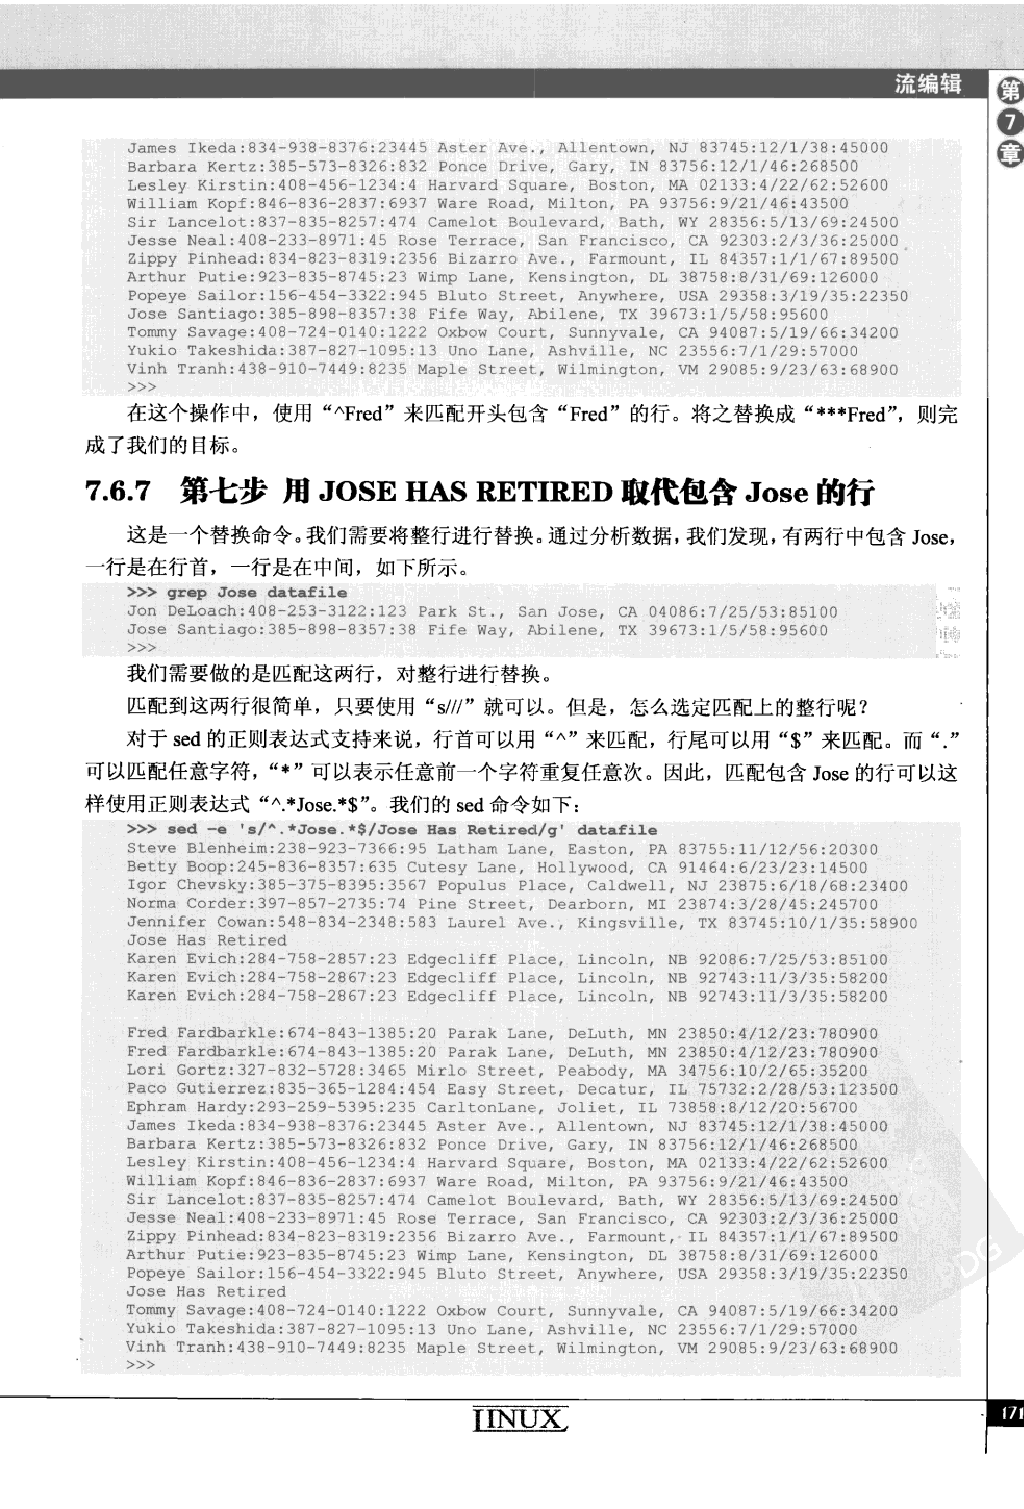 流编辑
第
7
章
James Ikeda:834-938-8376:23445 Aster Ave., Allentown, NJ 83745:12/1/38:45000
Barbara Kertz:385-573-8326:832 Ponce Drive, Gary, IN 83756:12/1/46:268500
Lesley Kirstin:408-456-1234:4 Harvard Square, Boston, MA 02133:4/22/62:52600
William Kopf:846-836-2837:6937 Ware Road, Milton, PA 93756:9/21/46:43500
Sir Lancelot:837-835-8257:474 Camelot Boulevard, Bath, WY 28356:5/13/69:24500
Jesse Neal:408-233-8971:45 Rose Terrace, San Francisco, CA 92303:2/3/36:25000
Zippy Pinhead:834-823-8319:2356 Bizarro Ave., Farmount, IL 84357:1/1/67:89500
Arthur Putie:923-835-8745:23 Wimp Lane, Kensington, DL 38758:8/31/69:126000
Popeye Sailor:156-454-3322:945 Bluto Street, Anywhere, USA 29358:3/19/35:22350
Jose Santiago:385-898-8357:38 Fife Way, Abilene, TX 39673:1/5/58:95600
Tommy Savage:408-724-0140:1222 Oxbow Court, Sunnyvale, CA 94087:5/19/66:34200
Yukio Takeshida:387-827-1095:13 Uno Lane, Ashville, NC 23556:7/1/29:57000
Vinh Tranh:438-910-7449:8235 Maple Street, Wilmington, VM 29085:9/23/63:68900
>>>
在这个操作中，使用“^Fred”来匹配开头包含“Fred”的行。将之替换成“***Fred”，则完
成了我们的目标。
7.6.7 第七步 用 JOSE HAS RETIRED 取代包含 Jose 的行
这是一个替换命令。我们需要将整行进行替换。通过分析数据，我们发现，有两行中包含 Jose，
一行是在行首，一行是在中间，如下所示。
>>> grep Jose datafile
Jon DeLoach:408-253-3122:123 Park St., San Jose, CA 04086:7/25/53:85100
Jose Santiago:385-898-8357:38 Fife Way, Abilene, TX 39673:1/5/58:95600
>>>
我们需要做的是匹配这两行，对整行进行替换。
匹配到这两行很简单，只要使用“s///”就可以。但是，怎么选定匹配上的整行呢？
对于 sed 的正则表达式支持来说，行首可以用“^”来匹配，行尾可以用“$”来匹配。而“.”
可以匹配任意字符，“*”可以表示任意前一个字符重复任意次。因此，匹配包含 Jose 的行可以这
样使用正则表达式“^.*Jose.*$”。我们的 sed 命令如下：
>>> sed -e 's/^.*Jose.*$/Jose Has Retired/g' datafile
Steve Blenheim:238-923-7366:95 Latham Lane, Easton, PA 83755:11/12/56:20300
Betty Boop:245-836-8357:635 Cutesy Lane, Hollywood, CA 91464:6/23/23:14500
Igor Chevsky:385-375-8395:3567 Populus Place, Caldwell, NJ 23875:6/18/68:23400
Norma Corder:397-857-2735:74 Pine Street, Dearborn, MI 23874:3/28/45:245700
Jennifer Cowan:548-834-2348:583 Laurel Ave., Kingsville, TX 83745:10/1/35:58900
Jose Has Retired
Karen Evich:284-758-2857:23 Edgecliff Place, Lincoln, NB 92086:7/25/53:85100
Karen Evich:284-758-2867:23 Edgecliff Place, Lincoln, NB 92743:11/3/35:58200
Karen Evich:284-758-2867:23 Edgecliff Place, Lincoln, NB 92743:11/3/35:58200
Fred Fardbarkle:674-843-1385:20 Parak Lane, DeLuth, MN 23850:4/12/23:780900
Fred Fardbarkle:674-843-1385:20 Parak Lane, DeLuth, MN 23850:4/12/23:780900
Lori Gortz:327-832-5728:3465 Mirlo Street, Peabody, MA 34756:10/2/65:35200
Paco Gutierrez:835-365-1284:454 Easy Street, Decatur, IL 75732:2/28/53:123500
Ephram Hardy:293-259-5395:235 CarltonLane, Joliet, IL 73858:8/12/20:56700
James Ikeda:834-938-8376:23445 Aster Ave., Allentown, NJ 83745:12/1/38:45000
Barbara Kertz:385-573-8326:832 Ponce Drive, Gary, IN 83756:12/1/46:268500
Lesley Kirstin:408-456-1234:4 Harvard Square, Boston, MA 02133:4/22/62:52600
William Kopf:846-836-2837:6937 Ware Road, Milton, PA 93756:9/21/46:43500
Sir Lancelot:837-835-8257:474 Camelot Boulevard, Bath, WY 28356:5/13/69:24500
Jesse Neal:408-233-8971:45 Rose Terrace, San Francisco, CA 92303:2/3/36:25000
Zippy Pinhead:834-823-8319:2356 Bizarro Ave., Farmount, IL 84357:1/1/67:89500
Arthur Putie:923-835-8745:23 Wimp Lane, Kensington, DL 38758:8/31/69:126000
Popeye Sailor:156-454-3322:945 Bluto Street, Anywhere, USA 29358:3/19/35:22350
Jose Has Retired
Tommy Savage:408-724-0140:1222 Oxbow Court, Sunnyvale, CA 94087:5/19/66:34200
Yukio Takeshida:387-827-1095:13 Uno Lane, Ashville, NC 23556:7/1/29:57000
Vinh Tranh:438-910-7449:8235 Maple Street, Wilmington, VM 29085:9/23/63:68900
>>>
PDG
LINUX
171